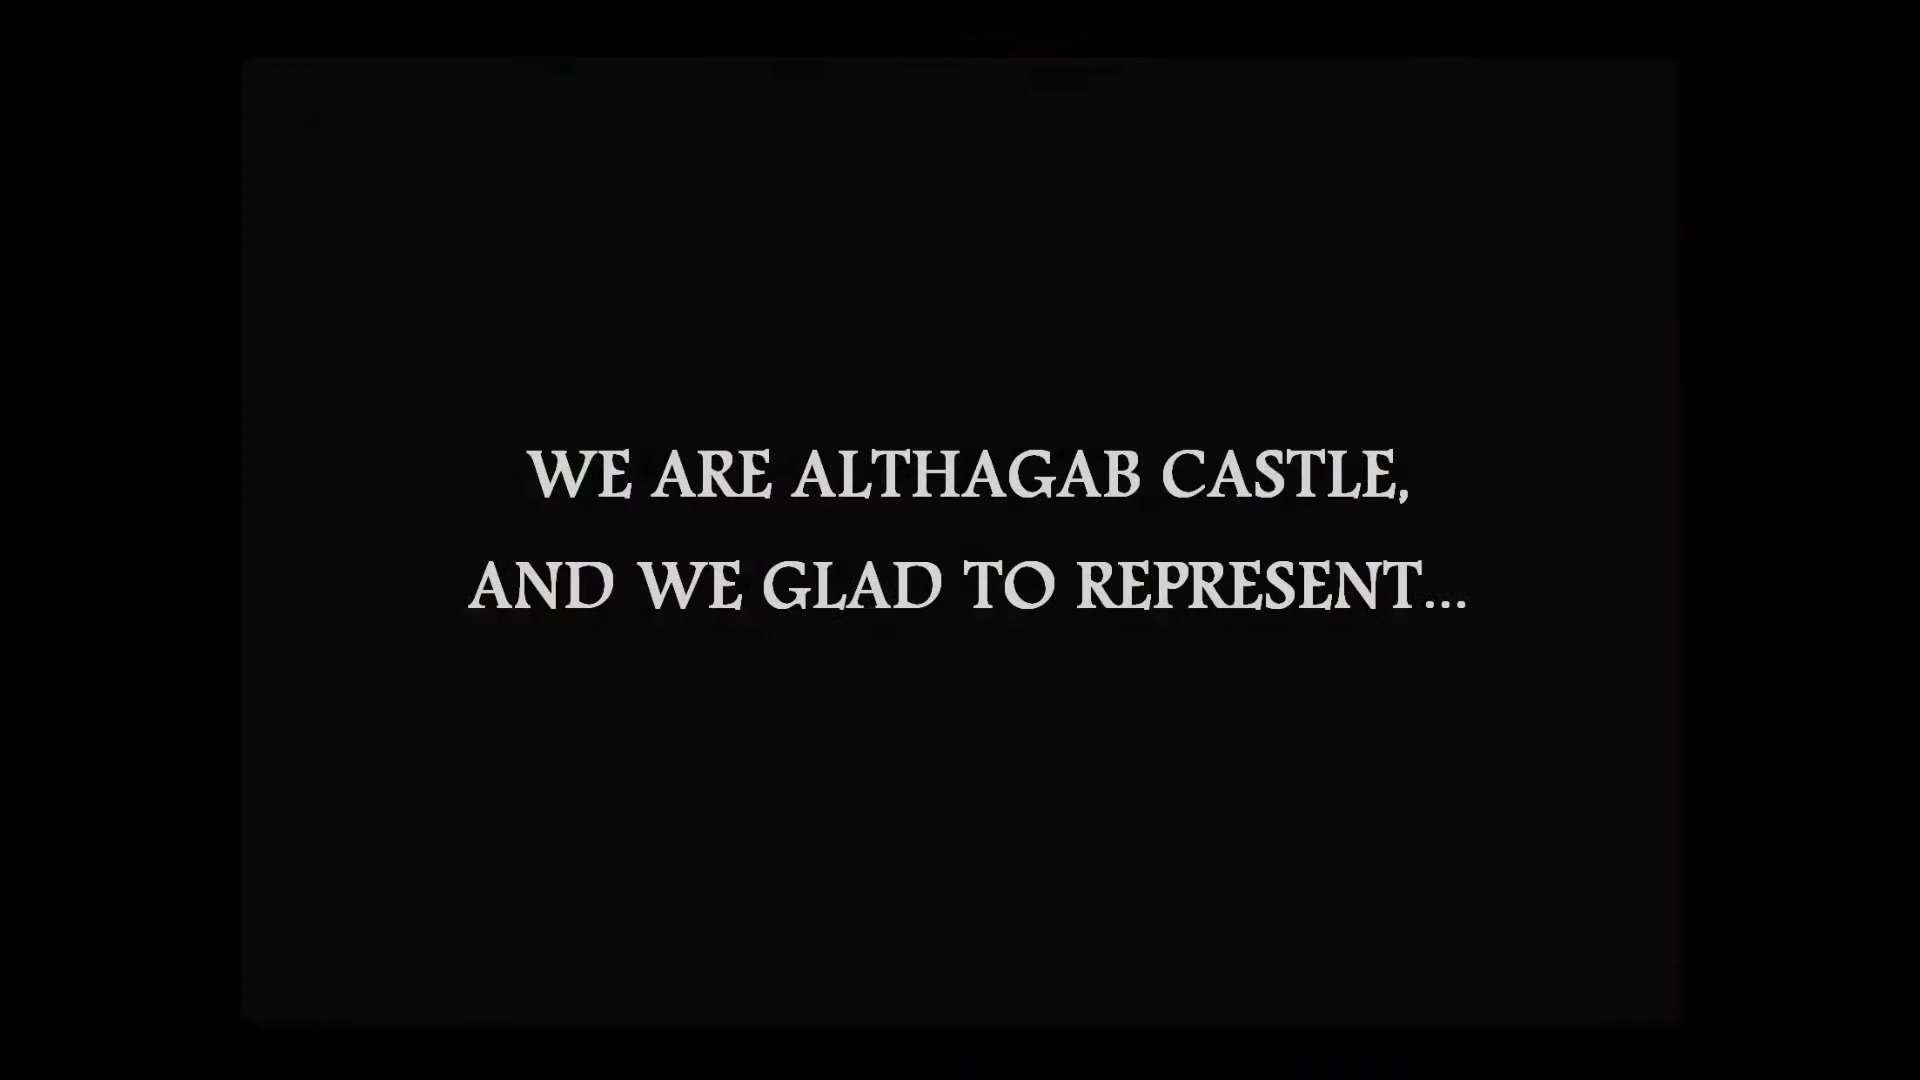 WE ARE ALTHAGAB CASTLE,
AND WE GLAD TO REPRESENT...